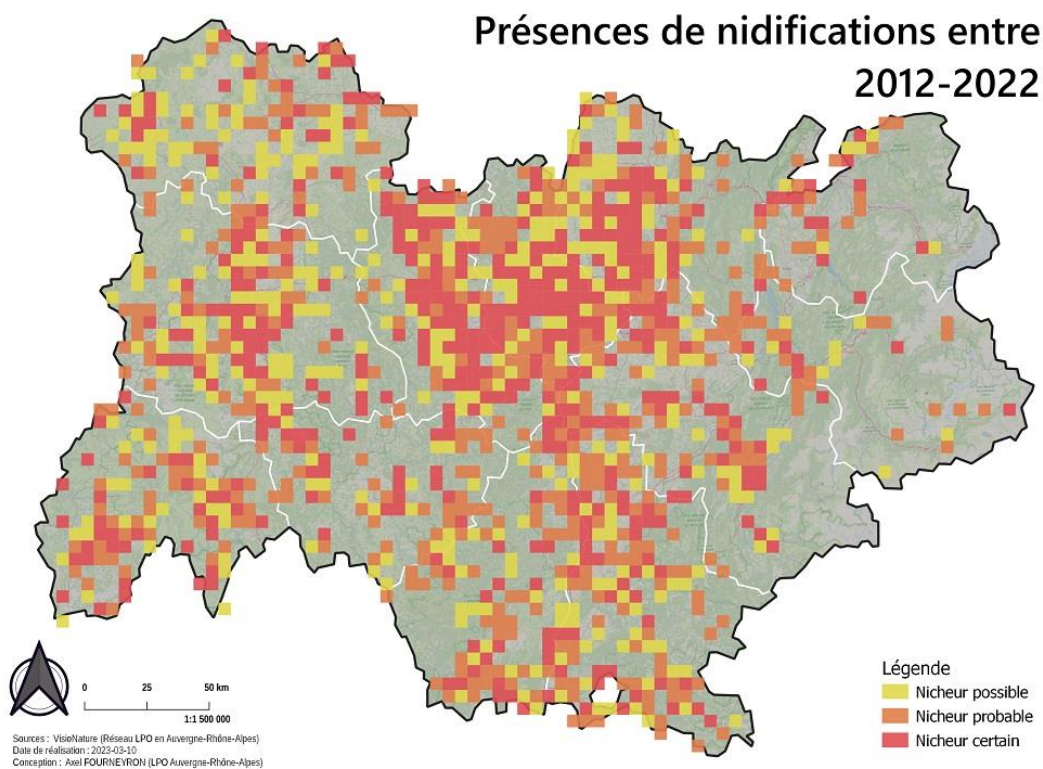 Présences de nidifications entre
2012-2022
0 25 50 km
1:1 500 000
Sources : VisioNature (Réseau LPO en Auvergne-Rhône-Alpes)
Date de réalisation : 2023-03-10
Conception : Axel FOURNEYRON (LPO Auvergne-Rhône-Alpes)
Légende
Nicheur possible
Nicheur probable
Nicheur certain